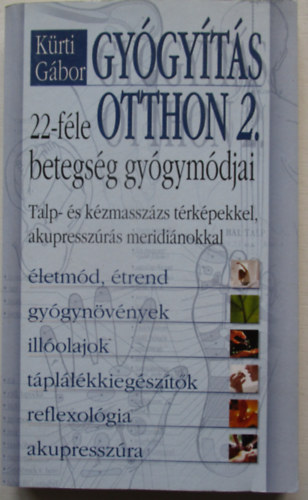 Kürti
Gábor
GYÓGYÍTÁS
OTTHON 2.
22-féle
betegség gyógymódjai
Talp- és kézmasszázs térképekkel,
akupresszúrás meridiánokkal
életmód, étrend
gyógynövények
illóolajok
táplálékkiegészítők
reflexológia
akupresszúra